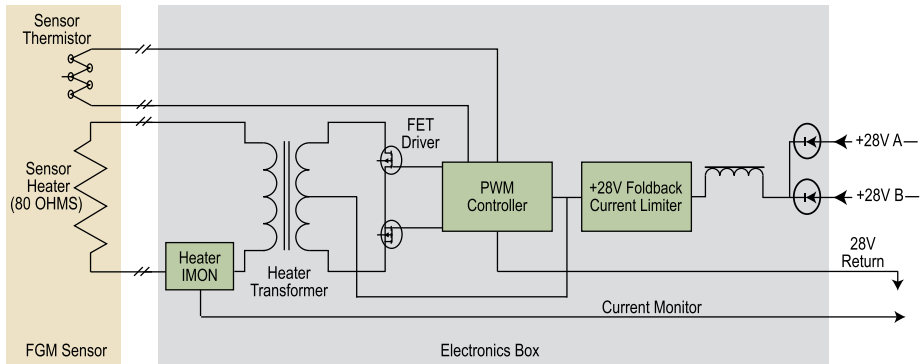 Sensor
Thermistor
FET
Driver
+28V A
Sensor
Heater
(80 OHMS)
PWM
Controller
+28V Foldback
Current Limiter
+28V B
Heater
IMON
Heater
Transformer
28V
Return
Current Monitor
FGM Sensor
Electronics Box